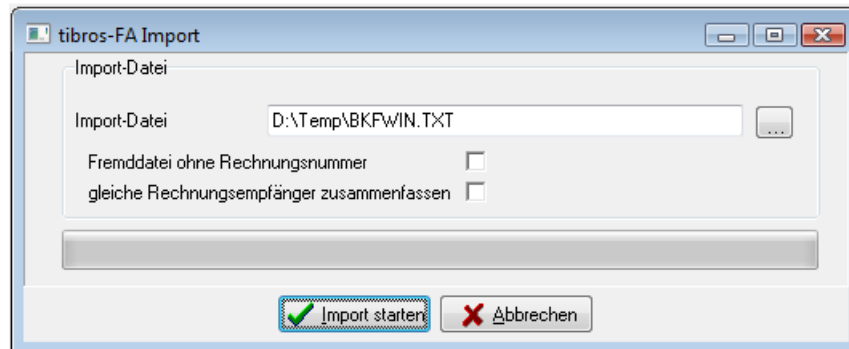 tibros-FA Import
Import-Datei
Import-Datei D:\Temp\BKFWIN.TXT ...
Fremddatei ohne Rechnungsnummer
gleiche Rechnungsempfänger zusammenfassen
Import starten Abbrechen